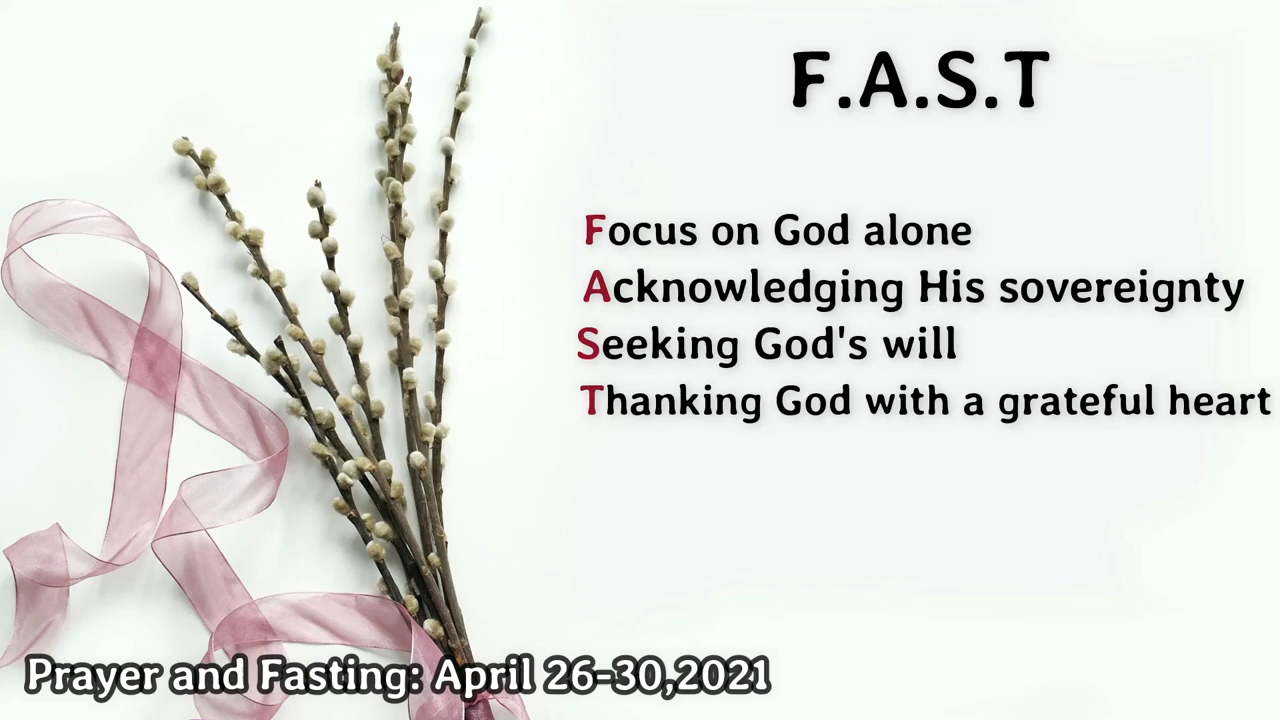 F.A.S.T
Focus on God alone
Acknowledging His sovereignty
Seeking God's will
Thanking God with a grateful heart
Prayer and Fasting: April 26-30,2021